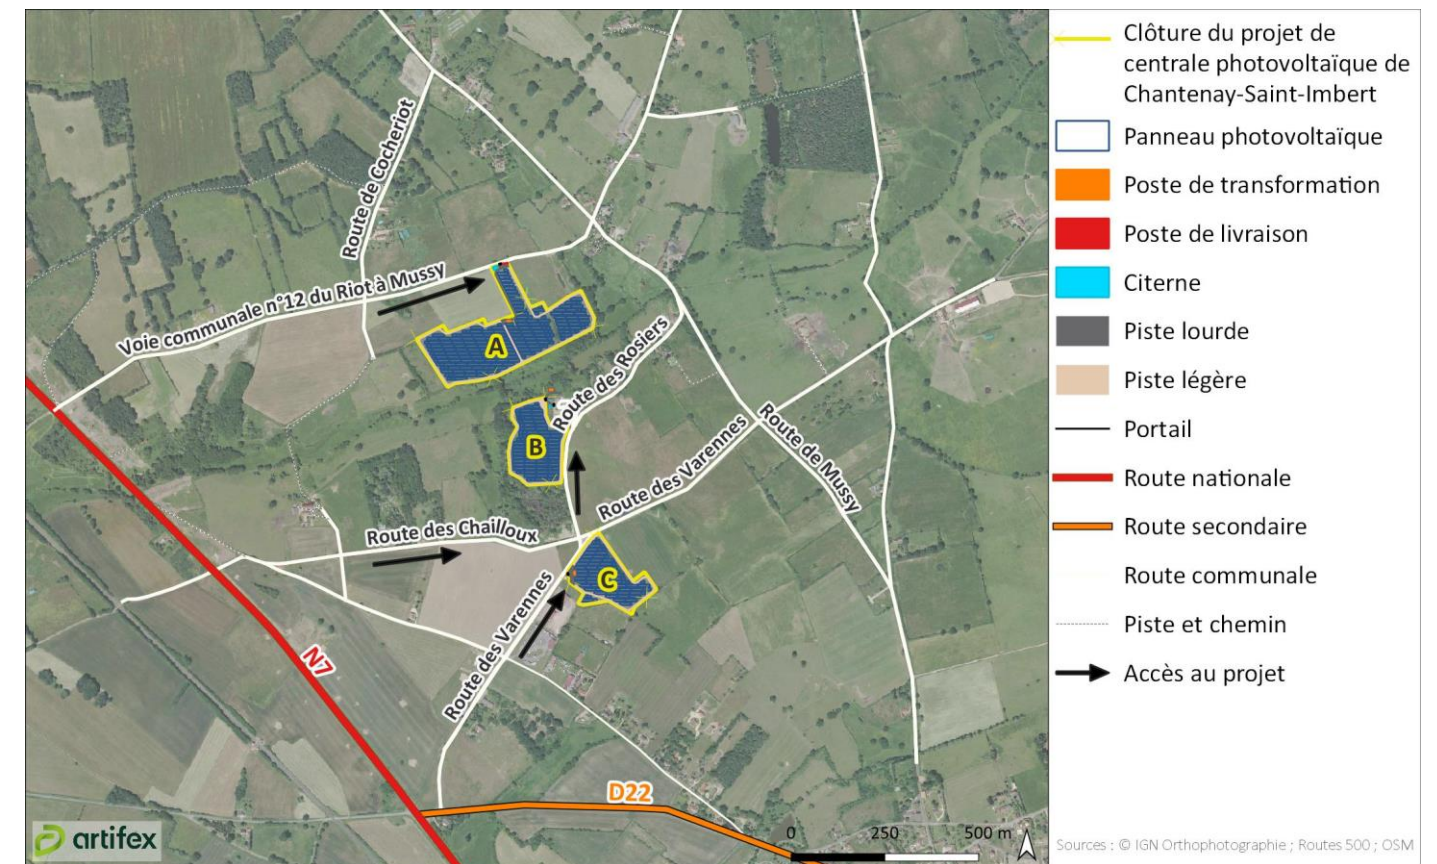 Route de Cocheriot
Voie communale n°12 du Riot à Mussy
A
Route des Rosiers
B
Route des Varennes
Route de Mussy
Route des Chailloux
C
Route des Varennes
N7
D22
artifex
0 250 500 m
Clôture du projet de
centrale photovoltaïque de
Chantenay-Saint-Imbert
Panneau photovoltaïque
Poste de transformation
Poste de livraison
Citerne
Piste lourde
Piste légère
Portail
Route nationale
Route secondaire
Route communale
Piste et chemin
Accès au projet
Sources : © IGN Orthophotographie ; Routes 500 ; OSM